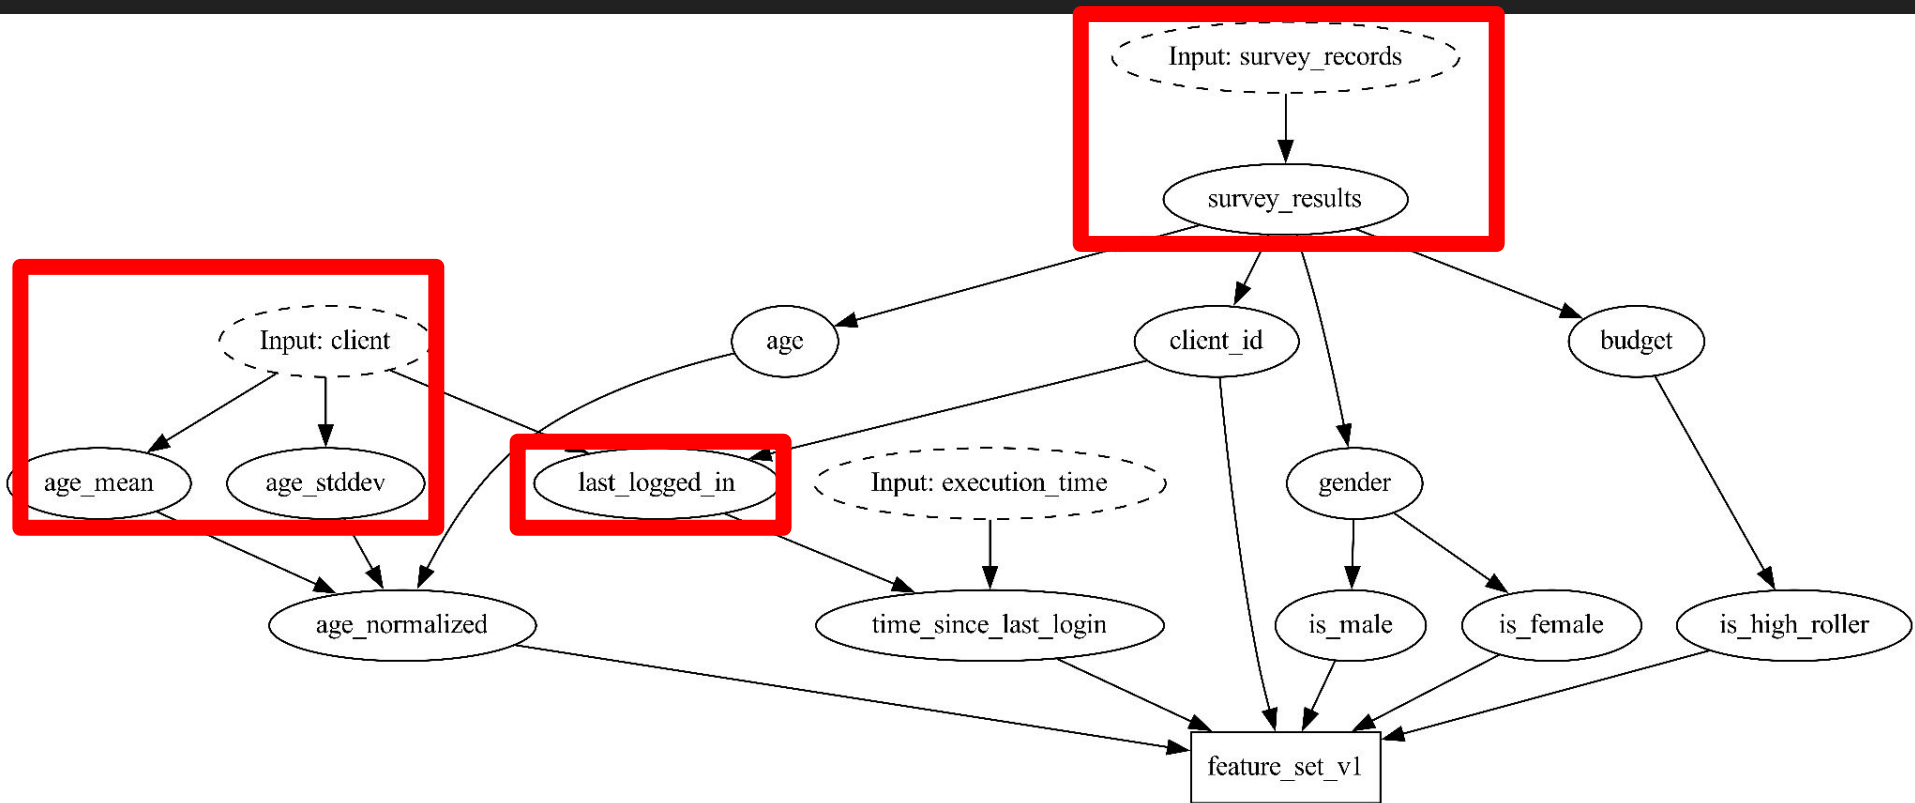 Input: survey_records
survey_results
Input: client
age
client_id
budget
age_mean
age_stddev
last_logged_in
Input: execution_time
gender
age_normalized
time_since_last_login
is_male
is_female
is_high_roller
feature_set_v1